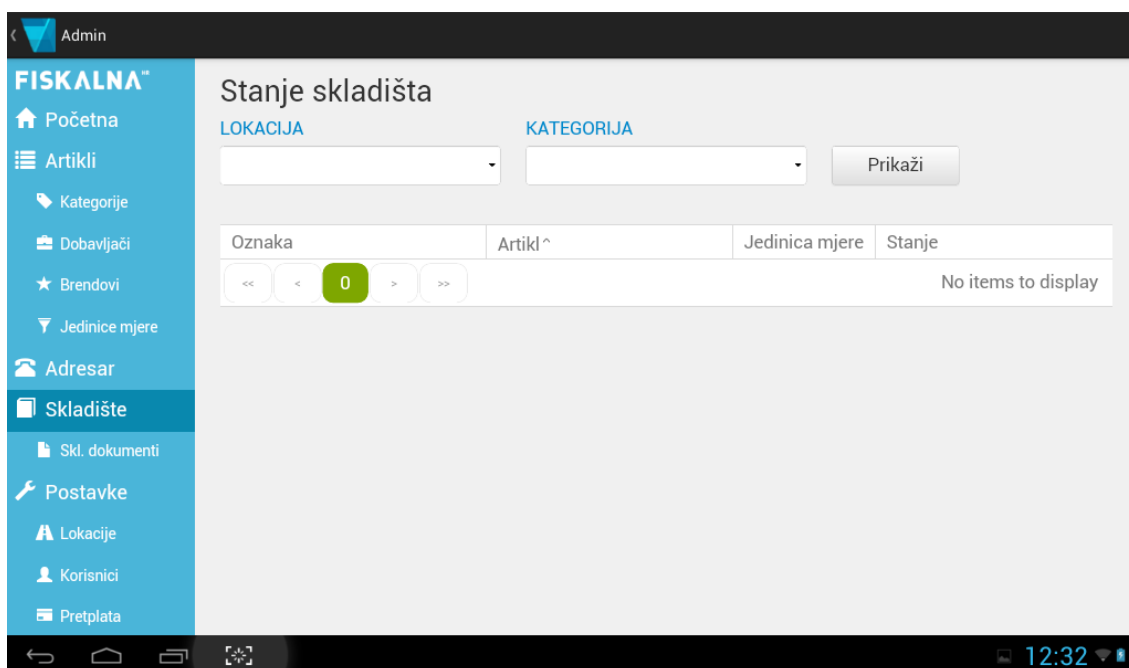 Admin
FISKALNA
Početna
Artikli
Kategorije
Dobavljači
Brendovi
Jedinice mjere
Adresar
Skladište
Skl. dokumenti
Postavke
Lokacije
Korisnici
Pretplata
Stanje skladišta
LOKACIJA KATEGORIJA
Prikaži
Oznaka Artikl^ Jedinica mjere Stanje
<< < 0 > >> No items to display
12:32